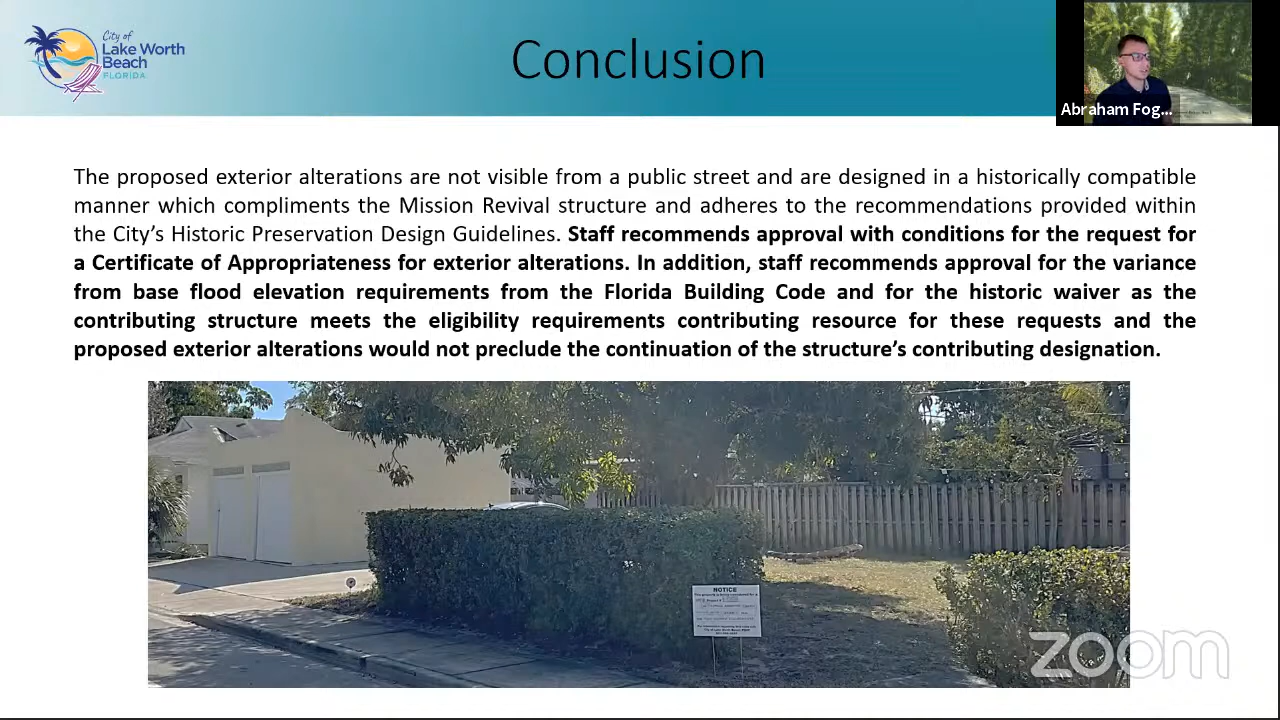 City of
Lake Worth
Beach
FLORIDA
Conclusion
Abraham Fog...
The proposed exterior alterations are not visible from a public street and are designed in a historically compatible
manner which compliments the Mission Revival structure and adheres to the recommendations provided within
the City's Historic Preservation Design Guidelines. Staff recommends approval with conditions for the request for
a Certificate of Appropriateness for exterior alterations. In addition, staff recommends approval for the variance
from base flood elevation requirements from the Florida Building Code and for the historic waiver as the
contributing structure meets the eligibility requirements contributing resource for these requests and the
proposed exterior alterations would not preclude the continuation of the structure's contributing designation.
NOTICE
zoom